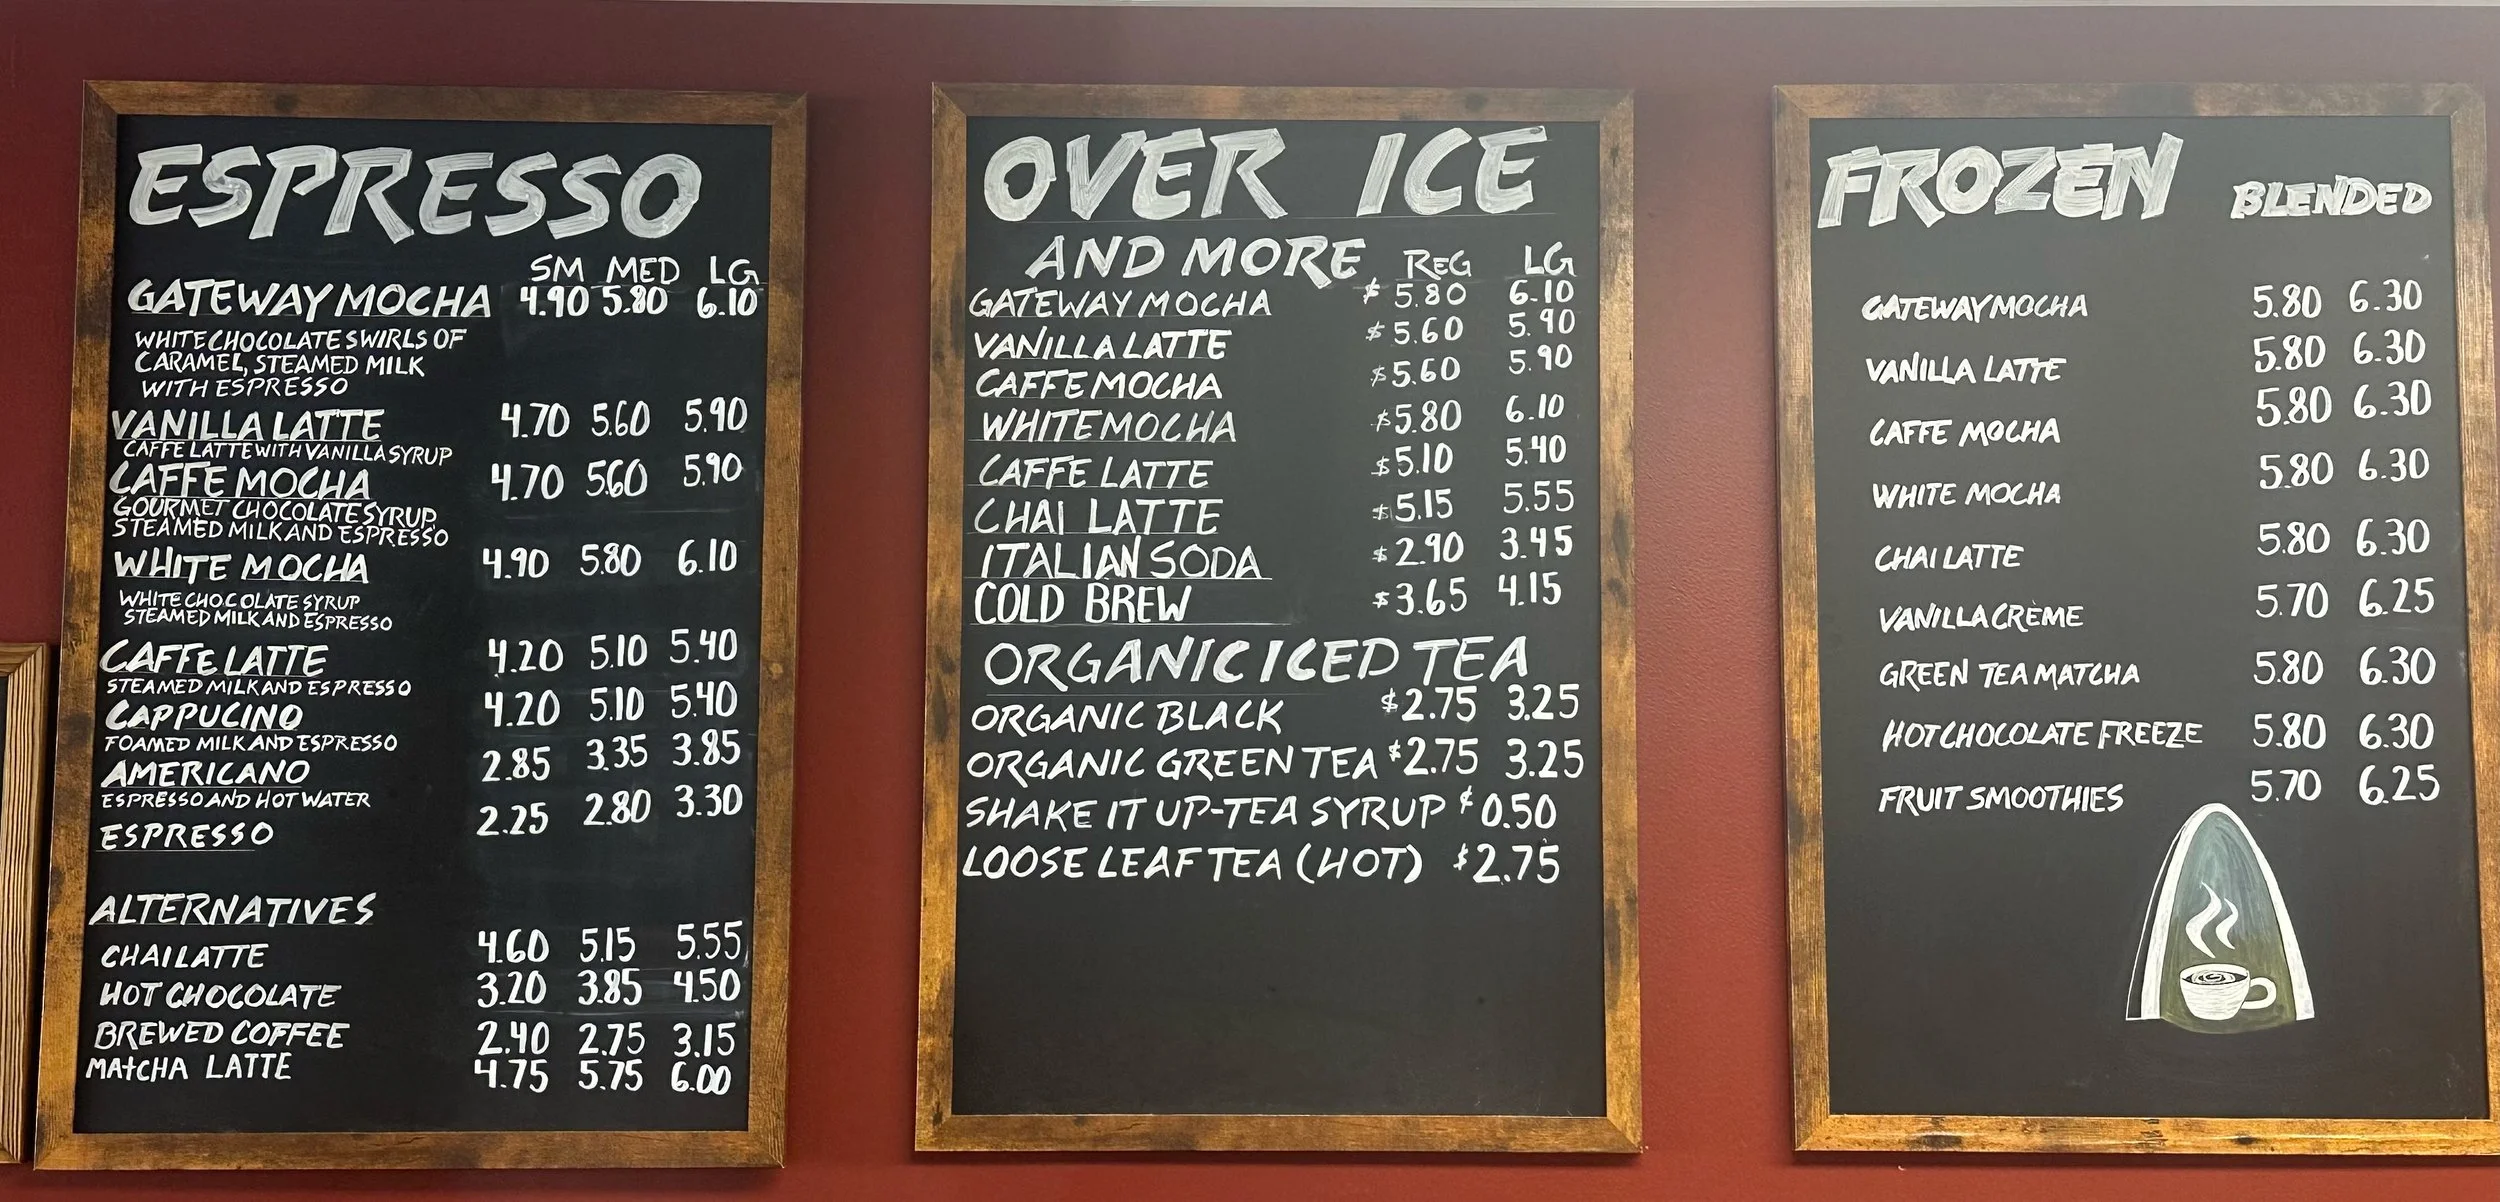 ESPRESSO
SM MED LG
GATEWAY MOCHA 4.90 5.80 6.10
WHITE CHOCOLATE SWIRLS OF
CARAMEL, STEAMED MILK
WITH ESPRESSO
VANILLA LATTE 4.70 5.60 5.90
CAFFE LATTE WITH VANILLA SYRUP
CAFFE MOCHA 4.70 5.60 5.90
GOURMET CHOCOLATE SYRUP
STEAMED MILK AND ESPRESSO
WHITE MOCHA 4.90 5.80 6.10
WHITE CHOCOLATE SYRUP
STEAMED MILK AND ESPRESSO
CAFFE LATTE 4.20 5.10 5.40
STEAMED MILK AND ESPRESSO
CAPPUCINO 4.20 5.10 5.40
FOAMED MILK AND ESPRESSO
AMERICANO 2.85 3.35 3.85
ESPRESSO AND HOT WATER
ESPRESSO 2.25 2.80 3.30
ALTERNATIVES
CHAI LATTE 4.60 5.15 5.55
HOT CHOCOLATE 3.20 3.85 4.50
BREWED COFFEE 2.40 2.75 3.15
MAtCHA LATTE 4.75 5.75 6.00
OVER ICE
AND MORE REG LG
GATEWAY MOCHA $ 5.80 6.10
VANILLA LATTE $ 5.60 5.90
CAFFE MOCHA $ 5.60 5.90
WHITE MOCHA $ 5.80 6.10
CAFFE LATTE $ 5.10 5.40
CHAI LATTE $ 5.15 5.55
ITALIAN SODA $ 2.90 3.45
COLD BREW $ 3.65 4.15
ORGANIC ICED TEA
ORGANIC BLACK $2.75 3.25
ORGANIC GREEN TEA $2.75 3.25
SHAKE IT UP-TEA SYRUP $0.50
LOOSE LEAF TEA (HOT) $2.75
FROZEN BLENDED
GATEWAY MOCHA 5.80 6.30
VANILLA LATTE 5.80 6.30
CAFFE MOCHA 5.80 6.30
WHITE MOCHA 5.80 6.30
CHAI LATTE 5.80 6.30
VANILLA CRÈME 5.70 6.25
GREEN TEA MATCHA 5.80 6.30
HOT CHOCOLATE FREEZE 5.80 6.30
FRUIT SMOOTHIES 5.70 6.25